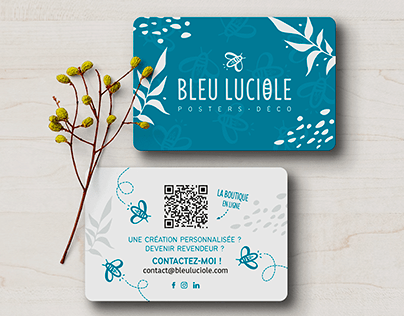 BLEU LUCIOLE
POSTERS-DÉCO
LA BOUTIQUE
EN LIGNE
UNE CRÉATION PERSONNALISÉE ?
DEVENIR REVENDEUR ?
CONTACTEZ-MOI !
contact@bleuluciole.com